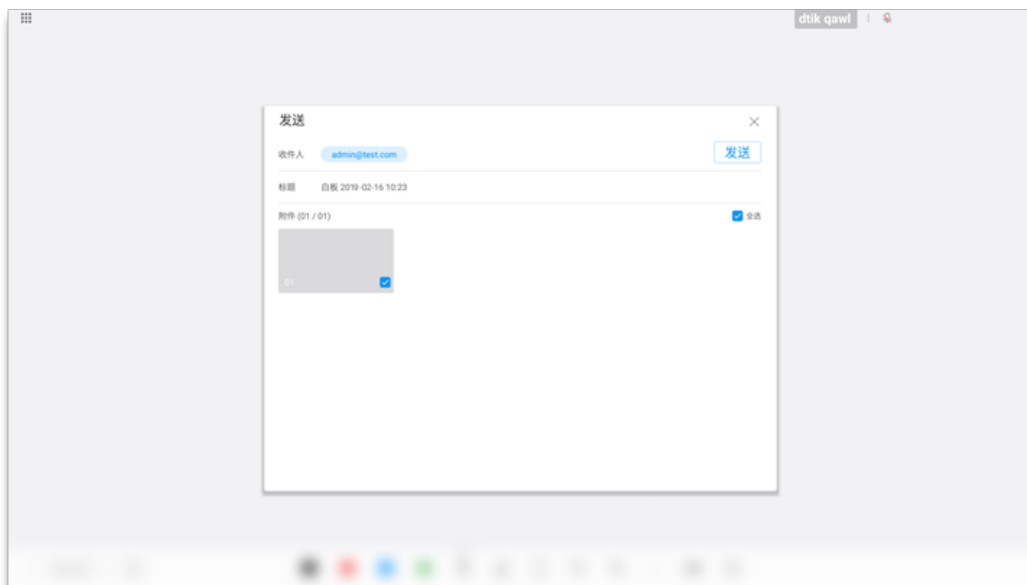 dtik qawl
发送
收件人 admin@test.com 发送
标题 白板 2019-02-16 10:23
附件 (01 / 01) 全选
01